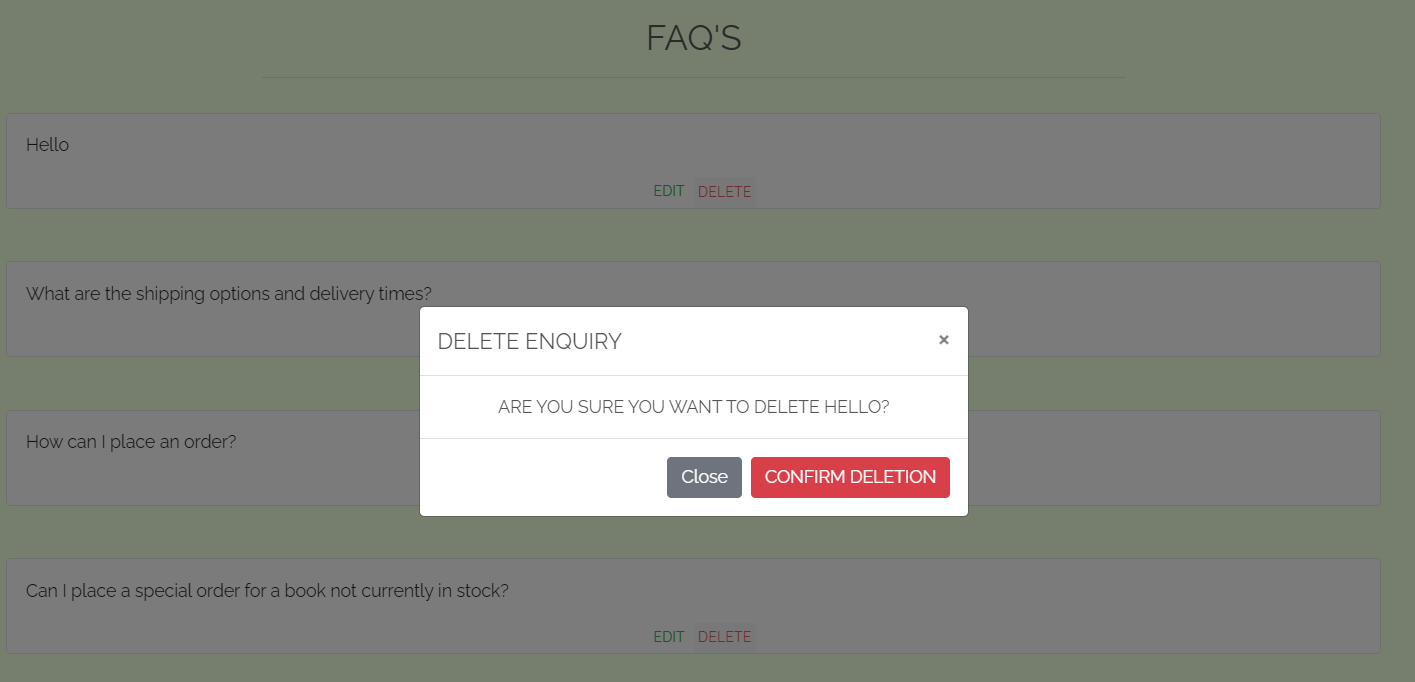 FAQ'S
Hello
EDIT DELETE
What are the shipping options and delivery times?
DELETE ENQUIRY ×
ARE YOU SURE YOU WANT TO DELETE HELLO?
How can I place an order?
Close CONFIRM DELETION
Can I place a special order for a book not currently in stock?
EDIT DELETE